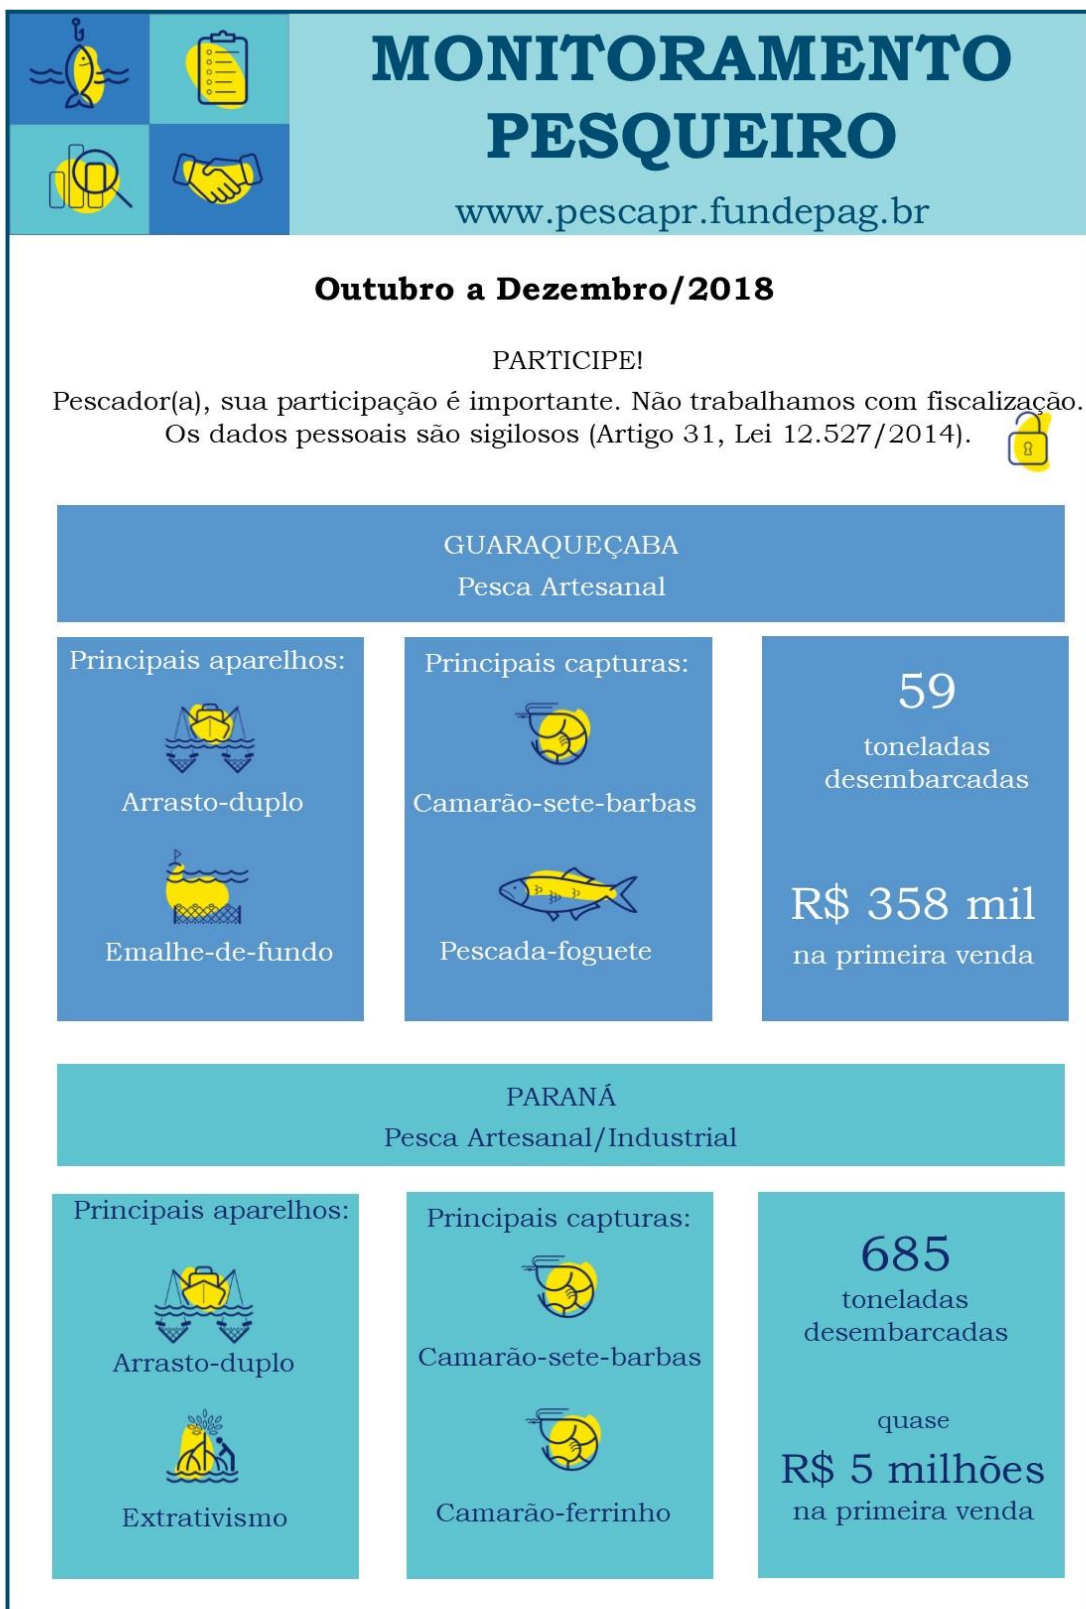 MONITORAMENTO
PESQUEIRO
www.pescapr.fundepag.br
Outubro a Dezembro/2018
PARTICIPE!
Pescador(a), sua participação é importante. Não trabalhamos com fiscalização.
Os dados pessoais são sigilosos (Artigo 31, Lei 12.527/2014).
GUARAQUEÇABA
Pesca Artesanal
Principais aparelhos:
Arrasto-duplo
Emalhe-de-fundo
Principais capturas:
Camarão-sete-barbas
Pescada-foguete
59
toneladas
desembarcadas
R$ 358 mil
na primeira venda
PARANÁ
Pesca Artesanal/Industrial
Principais aparelhos:
Arrasto-duplo
Extrativismo
Principais capturas:
Camarão-sete-barbas
Camarão-ferrinho
685
toneladas
desembarcadas
quase
R$ 5 milhões
na primeira venda